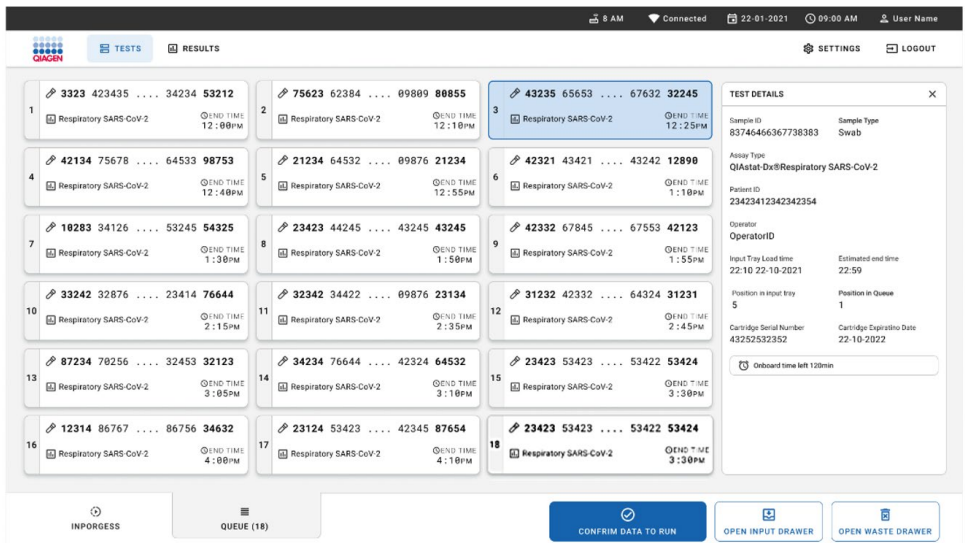 8 AM Connected 22-01-2021 09:00 AM User Name
QIAGEN TESTS RESULTS SETTINGS LOGOUT
1 3323 423435 .... 34234 53212
Respiratory SARS-CoV-2 END TIME 12:00PM
2 75623 62384 .... 09809 80855
Respiratory SARS-CoV-2 END TIME 12:10PM
3 43235 65653 .... 67632 32245
Respiratory SARS-CoV-2 END TIME 12:25PM
4 42134 75678 .... 64533 98753
Respiratory SARS-CoV-2 END TIME 12:40PM
5 21234 64532 .... 09876 21234
Respiratory SARS-CoV-2 END TIME 12:55PM
6 42321 43421 .... 43242 12890
Respiratory SARS-CoV-2 END TIME 1:10PM
7 10283 34126 .... 53245 54325
Respiratory SARS-CoV-2 END TIME 1:30PM
8 23423 44245 .... 43245 43245
Respiratory SARS-CoV-2 END TIME 1:50PM
9 42332 67845 .... 67553 42123
Respiratory SARS-CoV-2 END TIME 1:55PM
10 33242 32876 .... 23414 76644
Respiratory SARS-CoV-2 END TIME 2:15PM
11 32342 34422 .... 09876 23134
Respiratory SARS-CoV-2 END TIME 2:35PM
12 31232 42332 .... 64324 31231
Respiratory SARS-CoV-2 END TIME 2:45PM
13 87234 70256 .... 32453 32123
Respiratory SARS-CoV-2 END TIME 3:05PM
14 34234 76644 .... 42324 64532
Respiratory SARS-CoV-2 END TIME 3:10PM
15 23423 53423 .... 53422 53424
Respiratory SARS-CoV-2 END TIME 3:30PM
16 12314 86767 .... 86756 34632
Respiratory SARS-CoV-2 END TIME 4:00PM
17 23124 53423 .... 42345 87654
Respiratory SARS-CoV-2 END TIME 4:10PM
18 23423 53423 .... 53422 53424
Respiratory SARS-CoV-2 END TIME 3:30PM
TEST DETAILS
Sample ID Sample Type
83746466367738383 Swab
Assay Type
QIAstat-Dx®Respiratory SARS-CoV-2
Patient ID
23423412342342354
Operator
OperatorID
Input Tray Load time Estimated end time
22:10 22-10-2021 22:59
Position in input tray Position in Queue
5 1
Cartridge Serial Number Cartridge Expiratino Date
43252532352 22-10-2022
Onboard time left 120min
INPORGESS QUEUE (18) CONFRIM DATA TO RUN OPEN INPUT DRAWER OPEN WASTE DRAWER